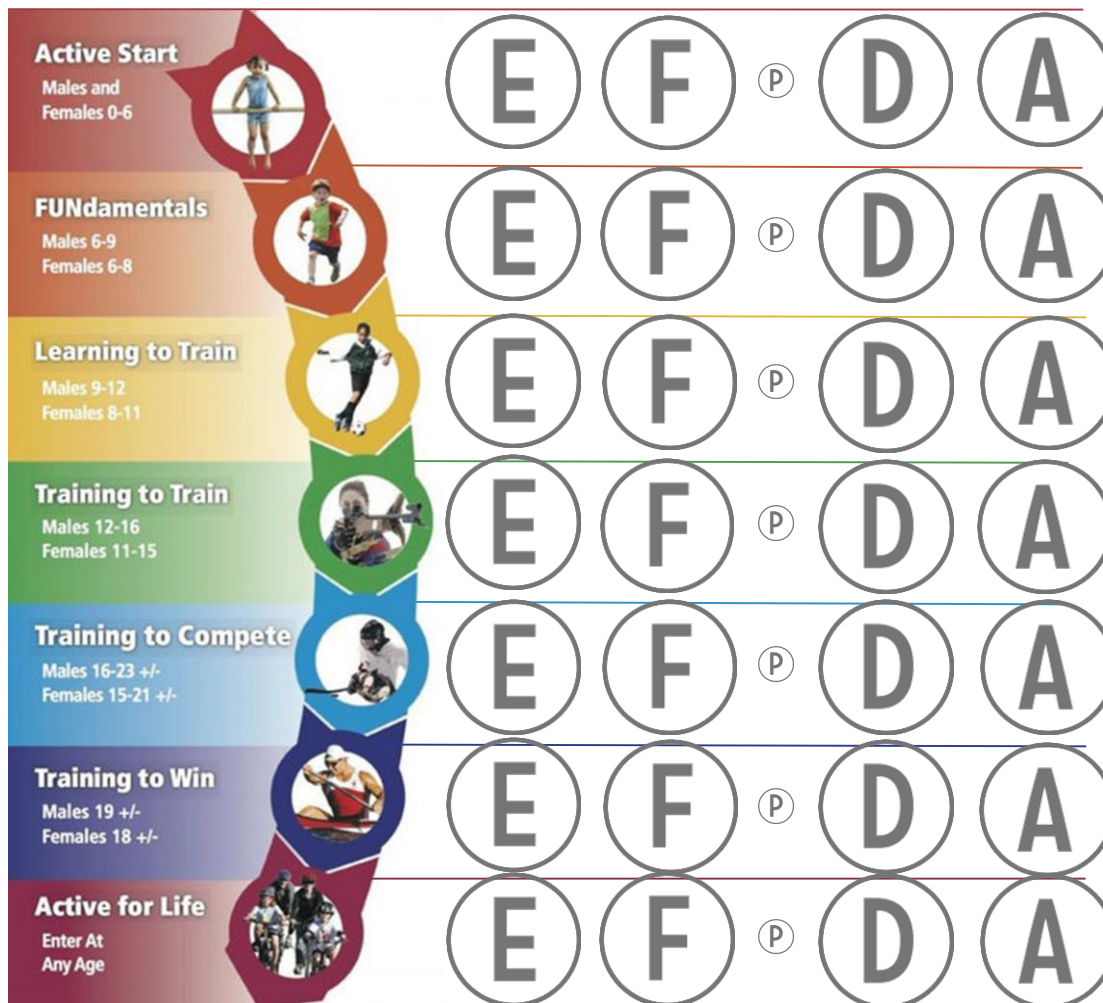 Active Start
Males and
Females 0-6
E F P D A
FUNdamentals
Males 6-9
Females 6-8
E F P D A
Learning to Train
Males 9-12
Females 8-11
E F P D A
Training to Train
Males 12-16
Females 11-15
E F P D A
Training to Compete
Males 16-23 +/-
Females 15-21 +/-
E F P D A
Training to Win
Males 19 +/-
Females 18 +/-
E F P D A
Active for Life
Enter At
Any Age
E F P D A